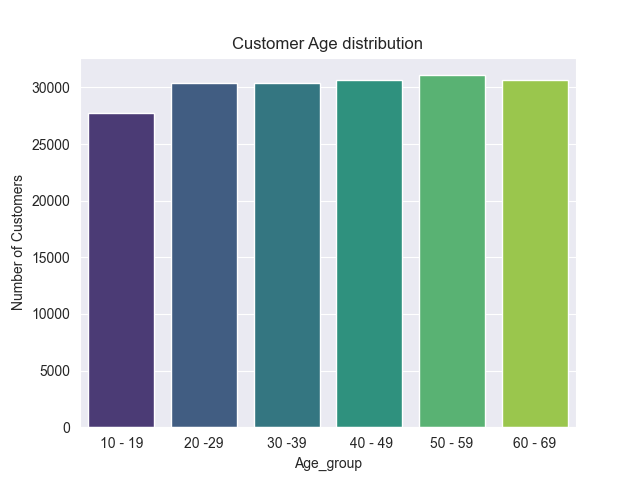 Customer Age distribution
30000
25000
20000
15000
10000
5000
0
Number of Customers
10 - 19
20 -29
30 -39
40 - 49
50 - 59
60 - 69
Age_group